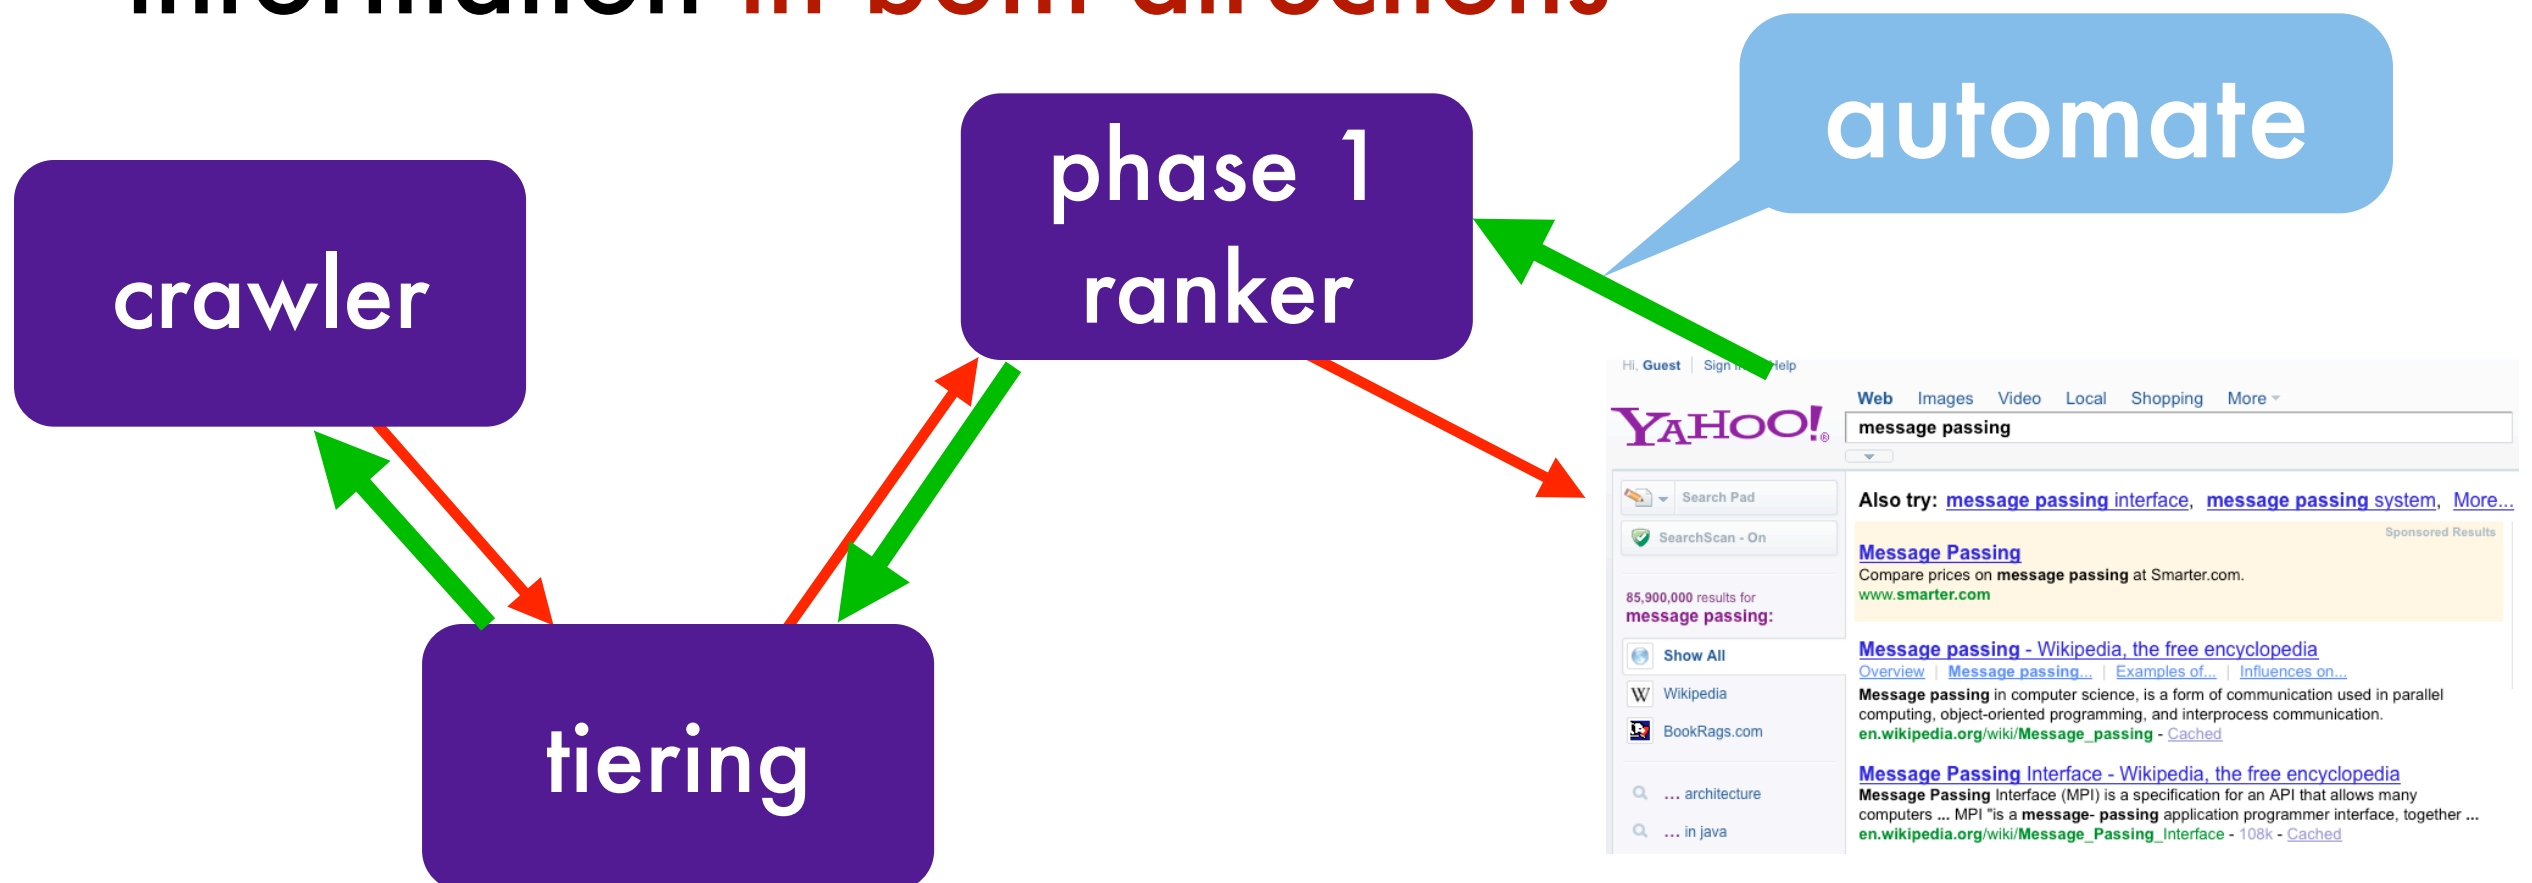 information in both directions
automate
phase 1
ranker
crawler
tiering
Hi, Guest | Sign In Help
YAHOO!®
Web Images Video Local Shopping More
message passing
Search Pad
SearchScan - On
85,900,000 results for
message passing:
Show All
Wikipedia
BookRags.com
... architecture
... in java
Also try: message passing interface, message passing system, More...
Sponsored Results
Message Passing
Compare prices on message passing at Smarter.com.
www.smarter.com
Message passing - Wikipedia, the free encyclopedia
Overview | Message passing... | Examples of... | Influences on...
Message passing in computer science, is a form of communication used in parallel
computing, object-oriented programming, and interprocess communication.
en.wikipedia.org/wiki/Message_passing - Cached
Message Passing Interface - Wikipedia, the free encyclopedia
Message Passing Interface (MPI) is a specification for an API that allows many
computers ... MPI "is a message- passing application programmer interface, together ...
en.wikipedia.org/wiki/Message_Passing_Interface - 108k - Cached